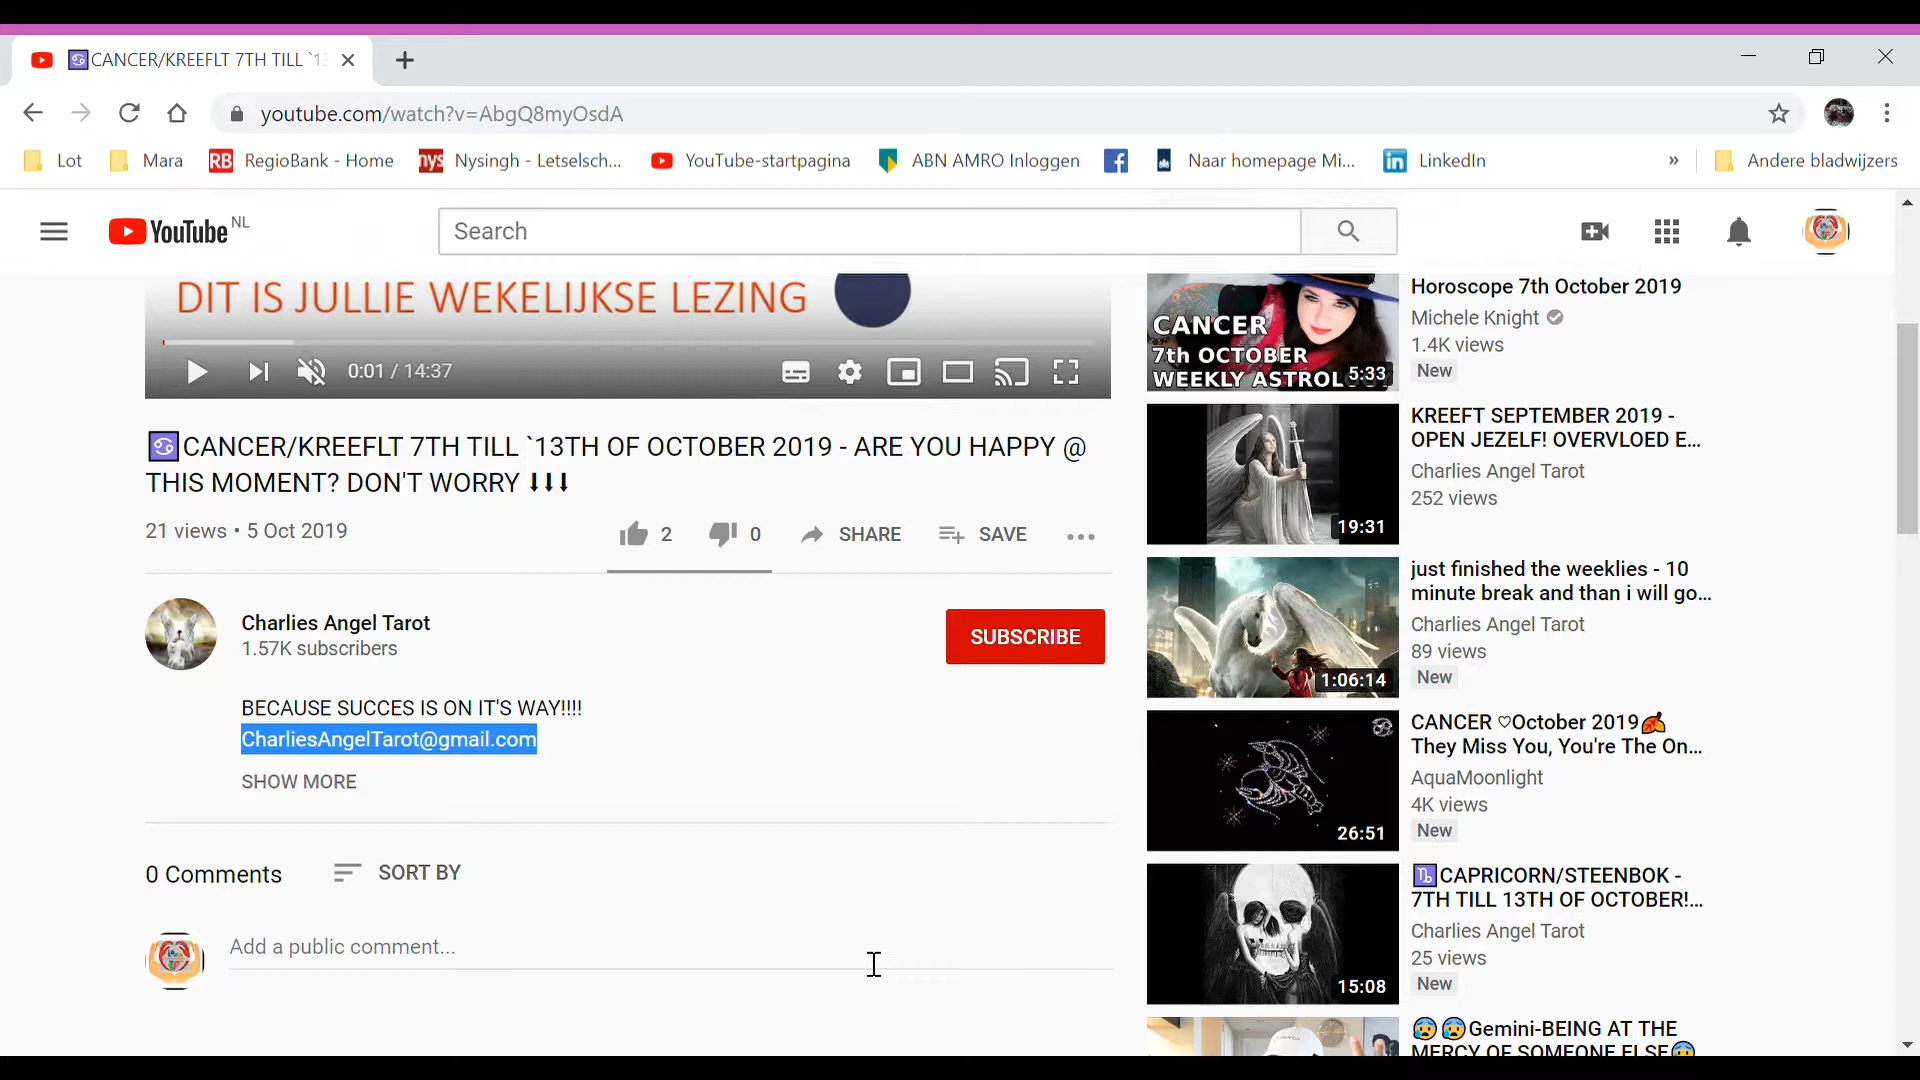 ♋CANCER/KREEFLT 7TH TILL `13
youtube.com/watch?v=AbgQ8myOsdA
Lot
Mara
RB RegioBank - Home
nys Nysingh - Letselsch...
YouTube-startpagina
ABN AMRO Inloggen
Naar homepage Mi...
in LinkedIn
»
Andere bladwijzers
YouTube NL
Search
DIT IS JULLIE WEKELIJKSE LEZING
0:01 / 14:37
♋CANCER/KREEFLT 7TH TILL `13TH OF OCTOBER 2019 - ARE YOU HAPPY @
THIS MOMENT? DON'T WORRY ⬇⬇⬇
21 views • 5 Oct 2019
2
0
SHARE
SAVE
Charlies Angel Tarot
1.57K subscribers
SUBSCRIBE
BECAUSE SUCCES IS ON IT'S WAY!!!!
CharliesAngelTarot@gmail.com
SHOW MORE
0 Comments
SORT BY
Add a public comment...
CANCER
7th OCTOBER
WEEKLY ASTROL
5:33
Horoscope 7th October 2019
Michele Knight
1.4K views
New
19:31
KREEFT SEPTEMBER 2019 -
OPEN JEZELF! OVERVLOED E...
Charlies Angel Tarot
252 views
1:06:14
just finished the weeklies - 10
minute break and than i will go...
Charlies Angel Tarot
89 views
New
26:51
CANCER ♡October 2019🍂
They Miss You, You're The On...
AquaMoonlight
4K views
New
15:08
♑CAPRICORN/STEENBOK -
7TH TILL 13TH OF OCTOBER!...
Charlies Angel Tarot
25 views
New
😰😰Gemini-BEING AT THE
MERCY OF SOMEONE ELSE😰